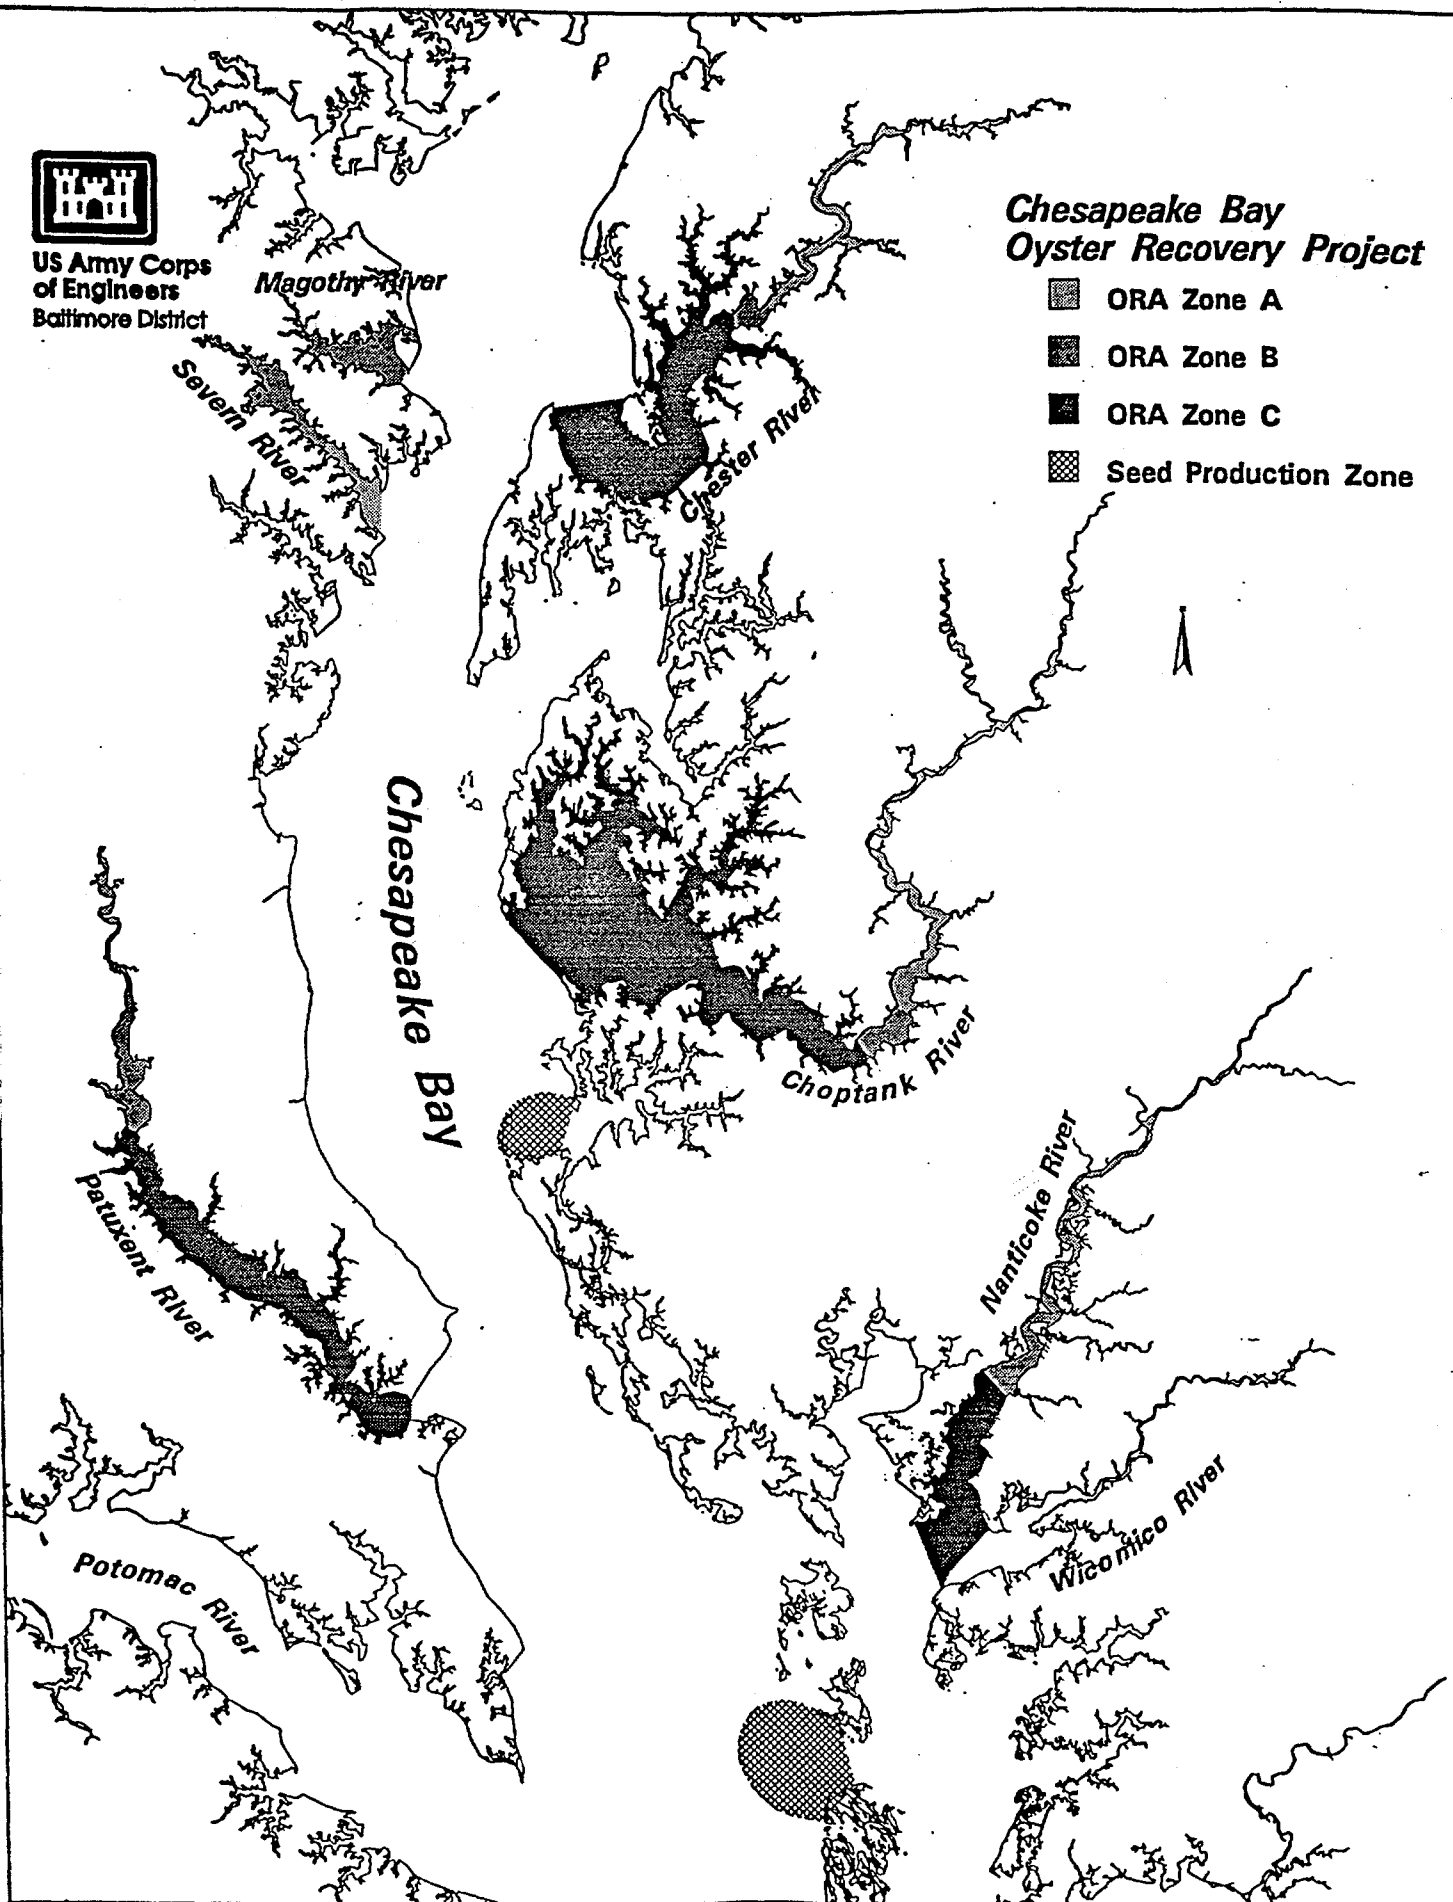 US Army Corps
of Engineers
Baltimore District
Chesapeake Bay
Oyster Recovery Project
ORA Zone A
ORA Zone B
ORA Zone C
Seed Production Zone
Magothy River
Severn River
Chester River
Chesapeake Bay
Choptank River
Patuxent River
Nanticoke River
Wicomico River
Potomac River